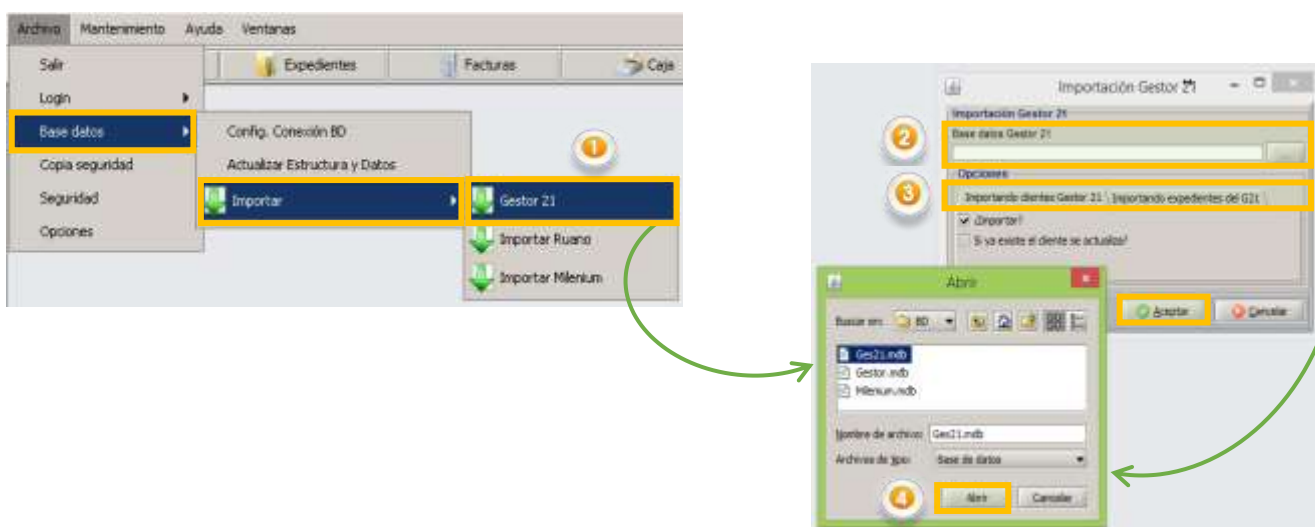 Archivo Mantenimiento Ayuda Ventanas
Salir
Expedientes
Facturas
Caja
Login
Base datos
Config. Conexión BD
Copia seguridad
Actualizar Estructura y Datos
1
Seguridad
Importar
Gestor 21
Opciones
Importar Ruano
Importar Milenium
Importación Gestor 21
Importación Gestor 21
2
Base datos Gestor 21
...
Opciones
3
Importando clientes Gestor 21
Importando expedientes del G21
¿Importar?
Si ya existe el cliente se actualiza?
Aceptar
Cancelar
Abrir
Buscar en: BD
Ges21.mdb
Gestor.mdb
Milenium.mdb
Nombre de archivo: Ges21.mdb
Archivos de tipo: Base de datos
4
Abrir
Cancelar